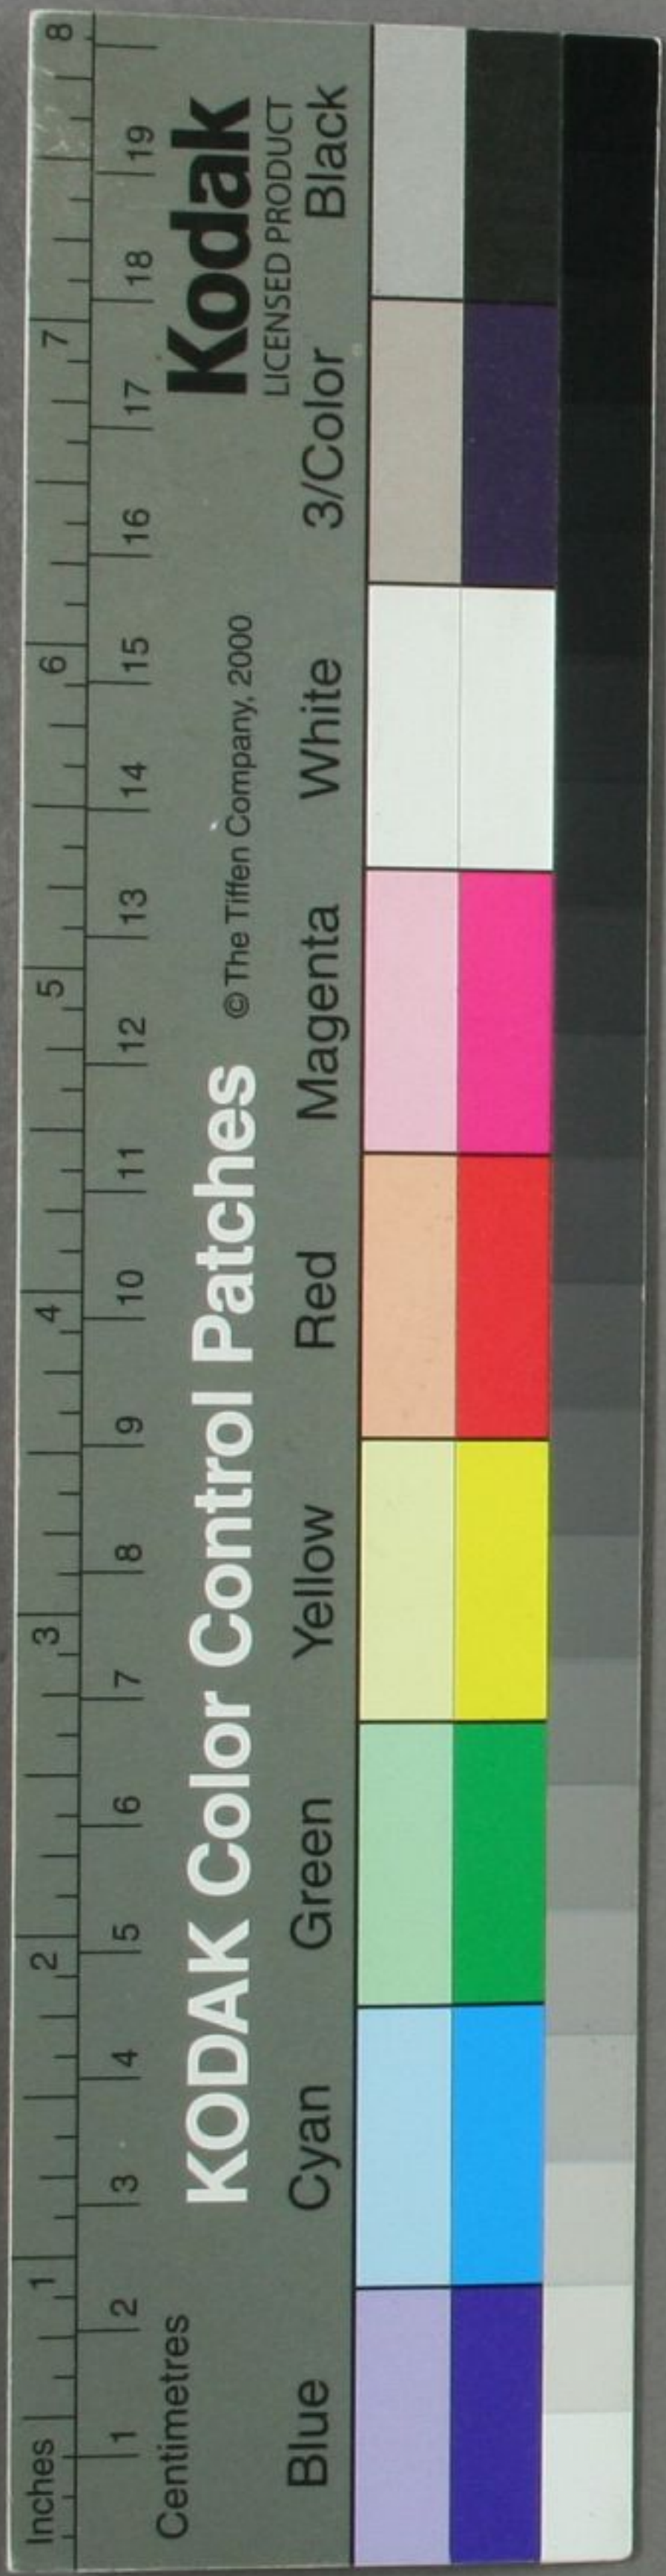 Inches 1 2 3 4 5 6 7 8
1 2 3 4 5 6 7 8 9 10 11 12 13 14 15 16 17 18 19
Centimetres
KODAK Color Control Patches © The Tiffen Company, 2000 Kodak
LICENSED PRODUCT
Blue Cyan Green Yellow Red Magenta White 3/Color Black